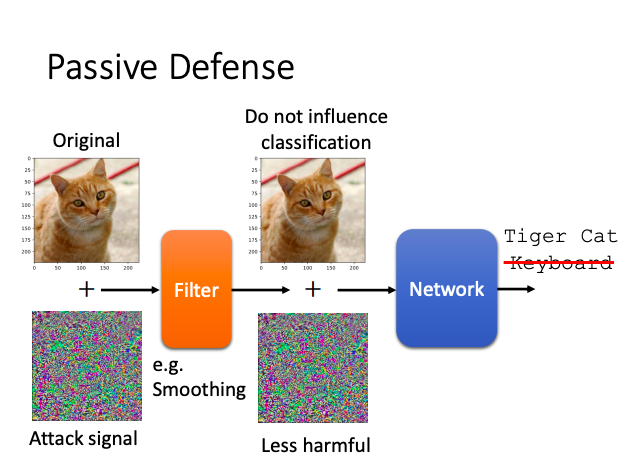 Passive Defense
Original
Do not influence
classification
0
25
50
75
100
125
150
175
200
0 50 100 150 200
0
25
50
75
100
125
150
175
200
0 50 100 150 200
+
Filter
+
Network
Tiger Cat
Keyboard
e.g.
Smoothing
Attack signal
Less harmful